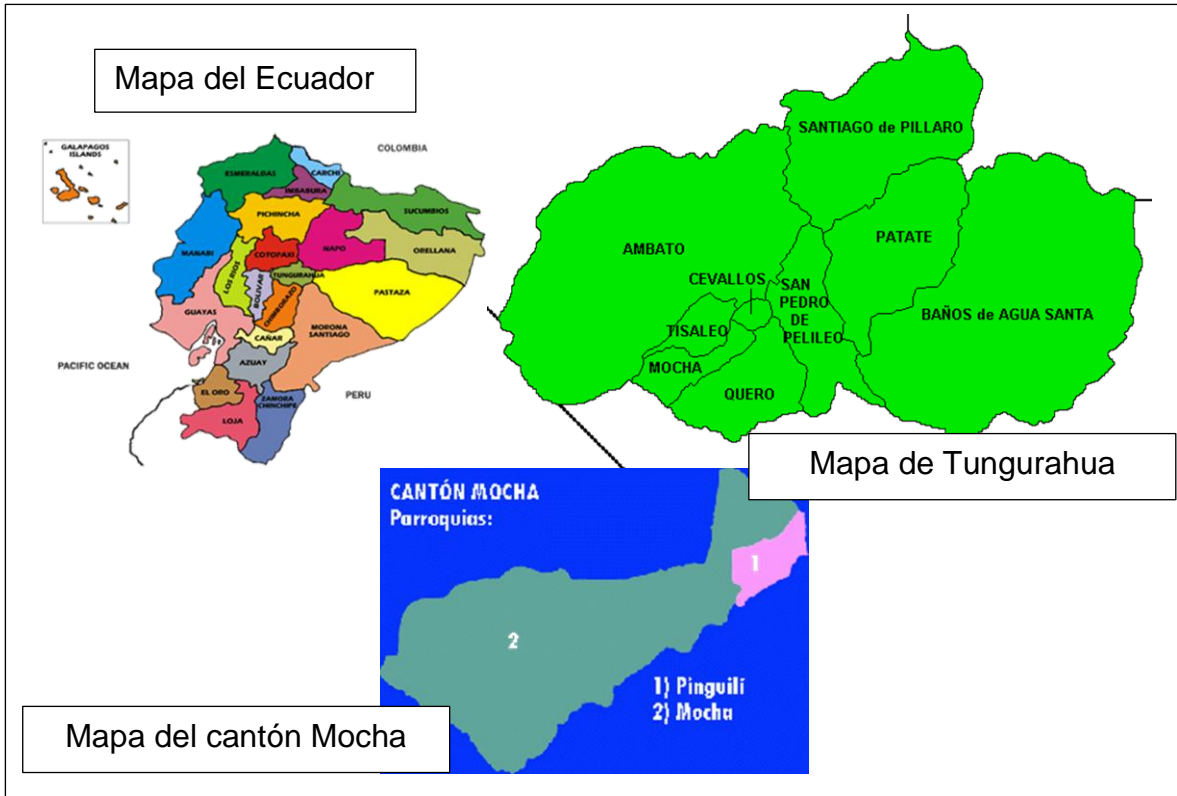 Mapa del Ecuador
GALAPAGOS
ISLANDS
COLOMBIA
ESMERALDAS
CARCHI
IMBABURA
SUCUMBIOS
PICHINCHA
MANABI
NAPO
ORELLANA
COTOPAXI
LOS RIOS
TUNGURAHUA
BOLIVAR
PASTAZA
CHIMBORAZO
GUAYAS
MORONA
SANTIAGO
CAÑAR
PACIFIC OCEAN
AZUAY
EL ORO
PERU
ZAMORA
CHINCHIPE
LOJA
SANTIAGO de PILLARO
AMBATO
PATATE
CEVALLOS
SAN
PEDRO
DE
PELILEO
BAÑOS de AGUA SANTA
TISALEO
MOCHA
QUERO
Mapa de Tungurahua
CANTÓN MOCHA
Parroquias:
1
2
1) Pinguilí
2) Mocha
Mapa del cantón Mocha